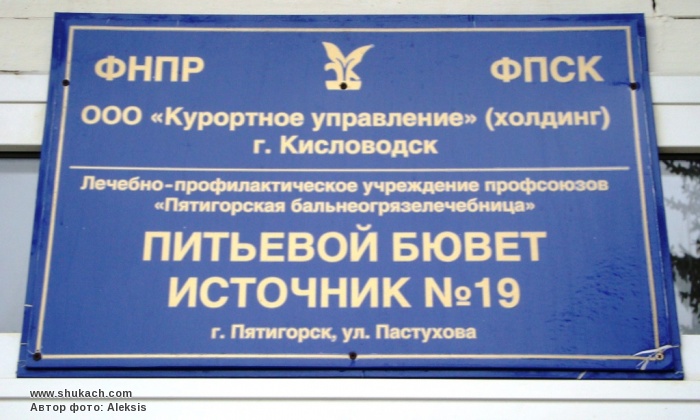 ФНПР ФПСК
ООО «Курортное управление» (холдинг)
г. Кисловодск
Лечебно-профилактическое учреждение профсоюзов
«Пятигорская бальнеогрязелечебница»
ПИТЬЕВОЙ БЮВЕТ
ИСТОЧНИК №19
г. Пятигорск, ул. Пастухова
www.shukach.com
Автор фото: Aleksis